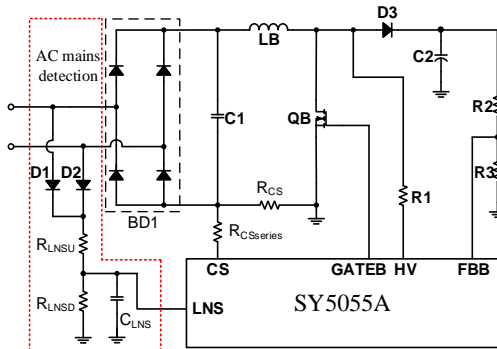 D3
LB
AC mains
detection
C2
C1
QB
R2
D1
D2
R3
RCS
R1
BD1
RCSseries
RLNSU
CS
GATEB
HV
FBB
LNS
SY5055A
RLNSD
CLNS